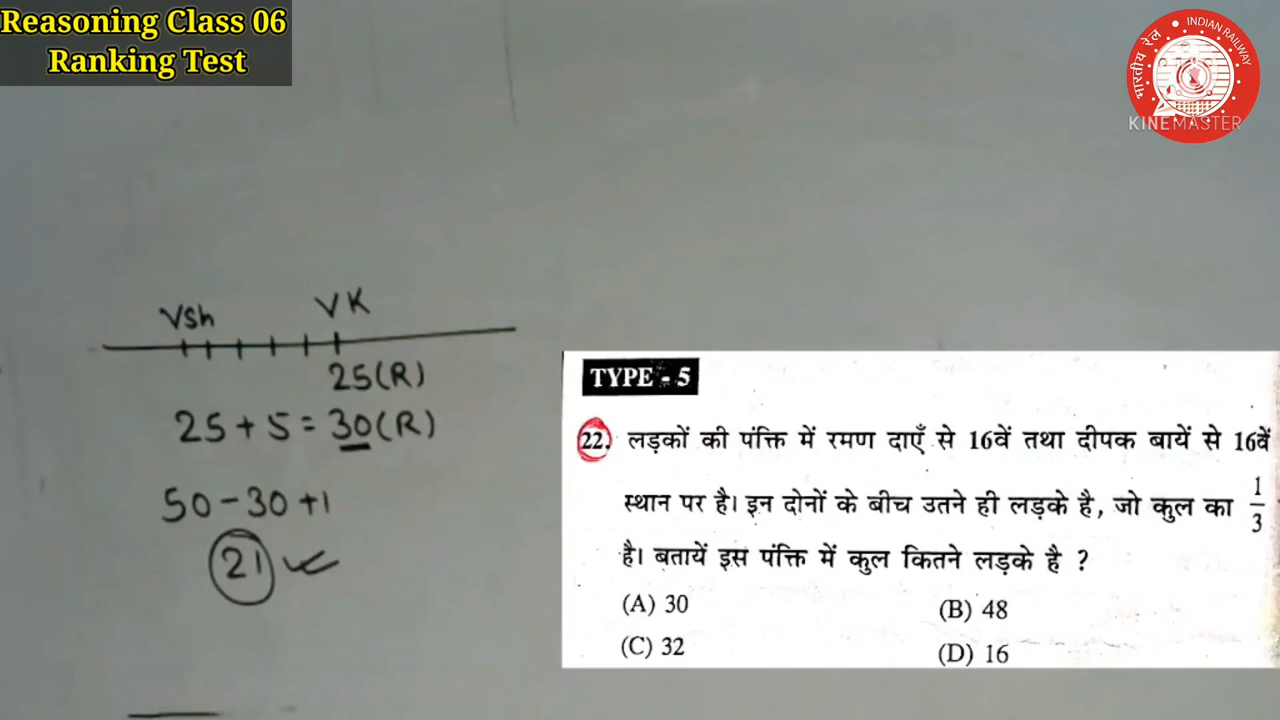 Reasoning Class 06
Ranking Test
भारतीय रेल INDIAN RAILWAY
KINEMASTER
VSh VK
25(R)
25+5=30(R)
50-30+1
21
TYPE - 5
22. लड़कों की पंक्ति में रमण दाएँ से 16वें तथा दीपक बायें से 16वें
स्थान पर है। इन दोनों के बीच उतने ही लड़के है, जो कुल का 1/3
है। बतायें इस पंक्ति में कुल कितने लड़के है ?
(A) 30 (B) 48
(C) 32 (D) 16